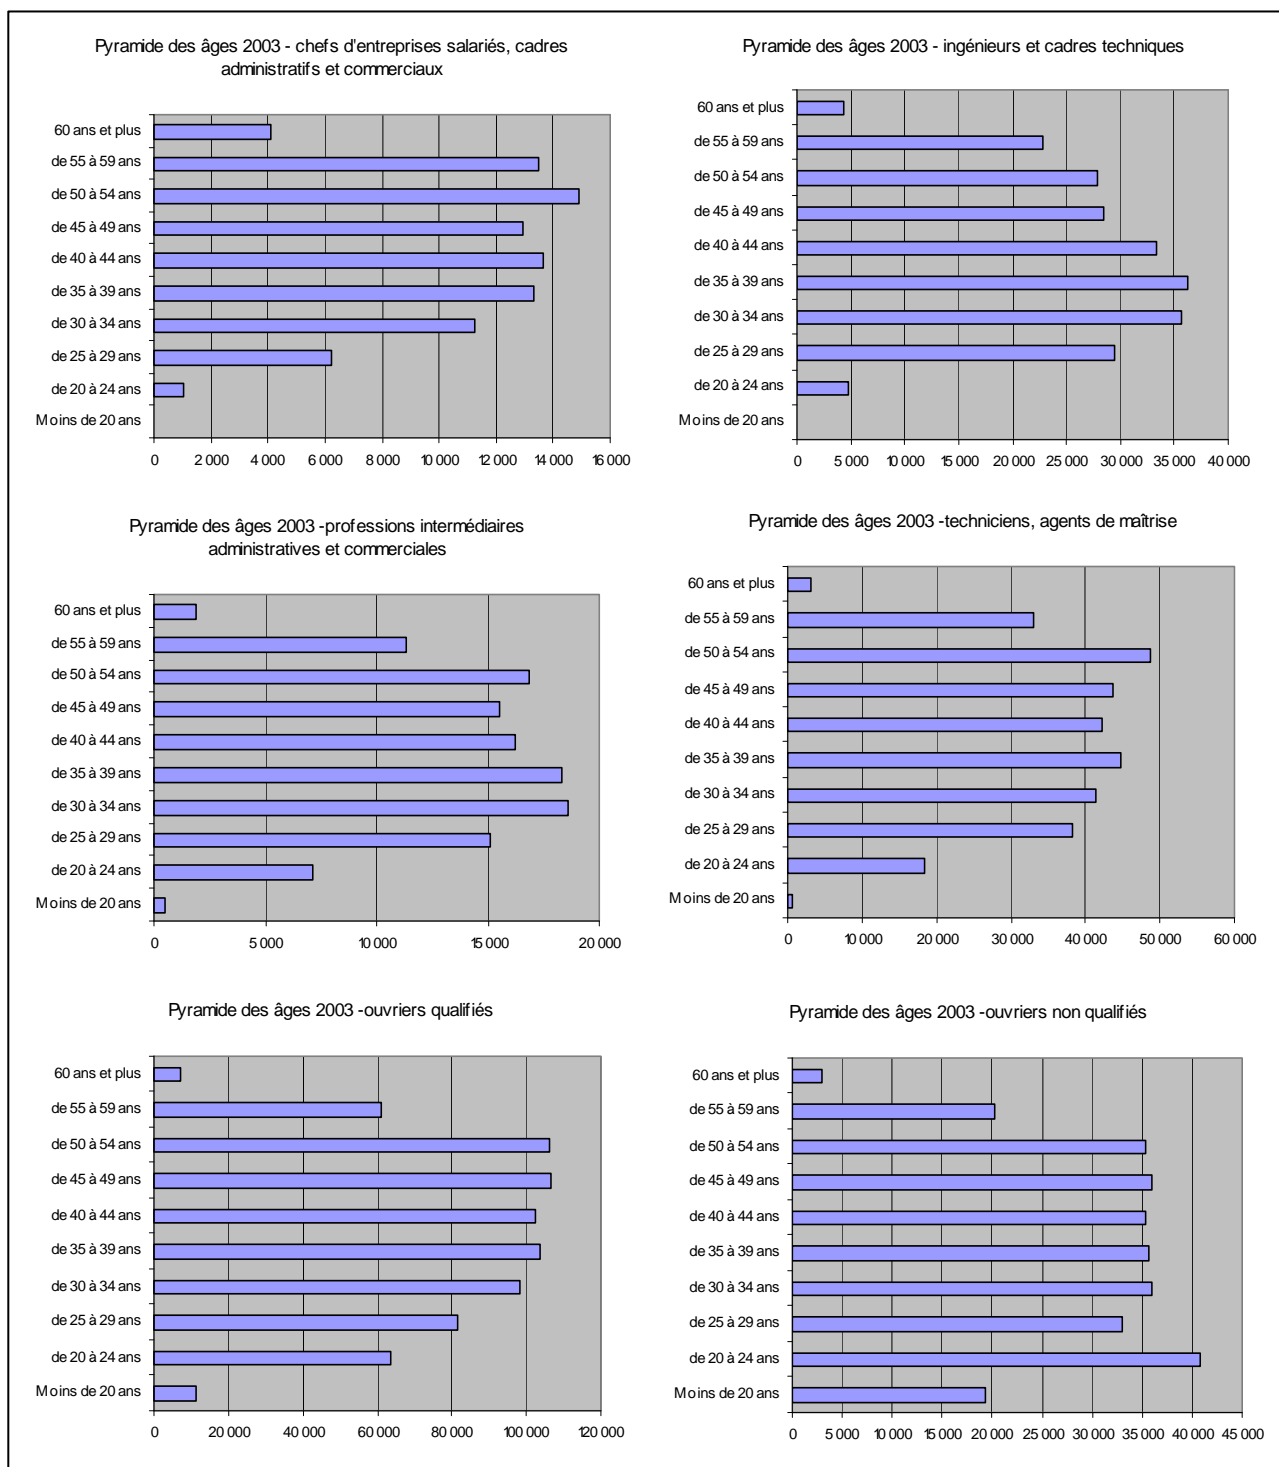 Pyramide des âges 2003 - chefs d'entreprises salariés, cadres
administratifs et commerciaux
60 ans et plus
de 55 à 59 ans
de 50 à 54 ans
de 45 à 49 ans
de 40 à 44 ans
de 35 à 39 ans
de 30 à 34 ans
de 25 à 29 ans
de 20 à 24 ans
Moins de 20 ans
0 2 000 4 000 6 000 8 000 10 000 12 000 14 000 16 000
Pyramide des âges 2003 - ingénieurs et cadres techniques
60 ans et plus
de 55 à 59 ans
de 50 à 54 ans
de 45 à 49 ans
de 40 à 44 ans
de 35 à 39 ans
de 30 à 34 ans
de 25 à 29 ans
de 20 à 24 ans
Moins de 20 ans
0 5 000 10 000 15 000 20 000 25 000 30 000 35 000 40 000
Pyramide des âges 2003 -professions intermédiaires
administratives et commerciales
60 ans et plus
de 55 à 59 ans
de 50 à 54 ans
de 45 à 49 ans
de 40 à 44 ans
de 35 à 39 ans
de 30 à 34 ans
de 25 à 29 ans
de 20 à 24 ans
Moins de 20 ans
0 5 000 10 000 15 000 20 000
Pyramide des âges 2003 -techniciens, agents de maîtrise
60 ans et plus
de 55 à 59 ans
de 50 à 54 ans
de 45 à 49 ans
de 40 à 44 ans
de 35 à 39 ans
de 30 à 34 ans
de 25 à 29 ans
de 20 à 24 ans
Moins de 20 ans
0 10 000 20 000 30 000 40 000 50 000 60 000
Pyramide des âges 2003 -ouvriers qualifiés
60 ans et plus
de 55 à 59 ans
de 50 à 54 ans
de 45 à 49 ans
de 40 à 44 ans
de 35 à 39 ans
de 30 à 34 ans
de 25 à 29 ans
de 20 à 24 ans
Moins de 20 ans
0 20 000 40 000 60 000 80 000 100 000 120 000
Pyramide des âges 2003 -ouvriers non qualifiés
60 ans et plus
de 55 à 59 ans
de 50 à 54 ans
de 45 à 49 ans
de 40 à 44 ans
de 35 à 39 ans
de 30 à 34 ans
de 25 à 29 ans
de 20 à 24 ans
Moins de 20 ans
0 5 000 10 000 15 000 20 000 25 000 30 000 35 000 40 000 45 000